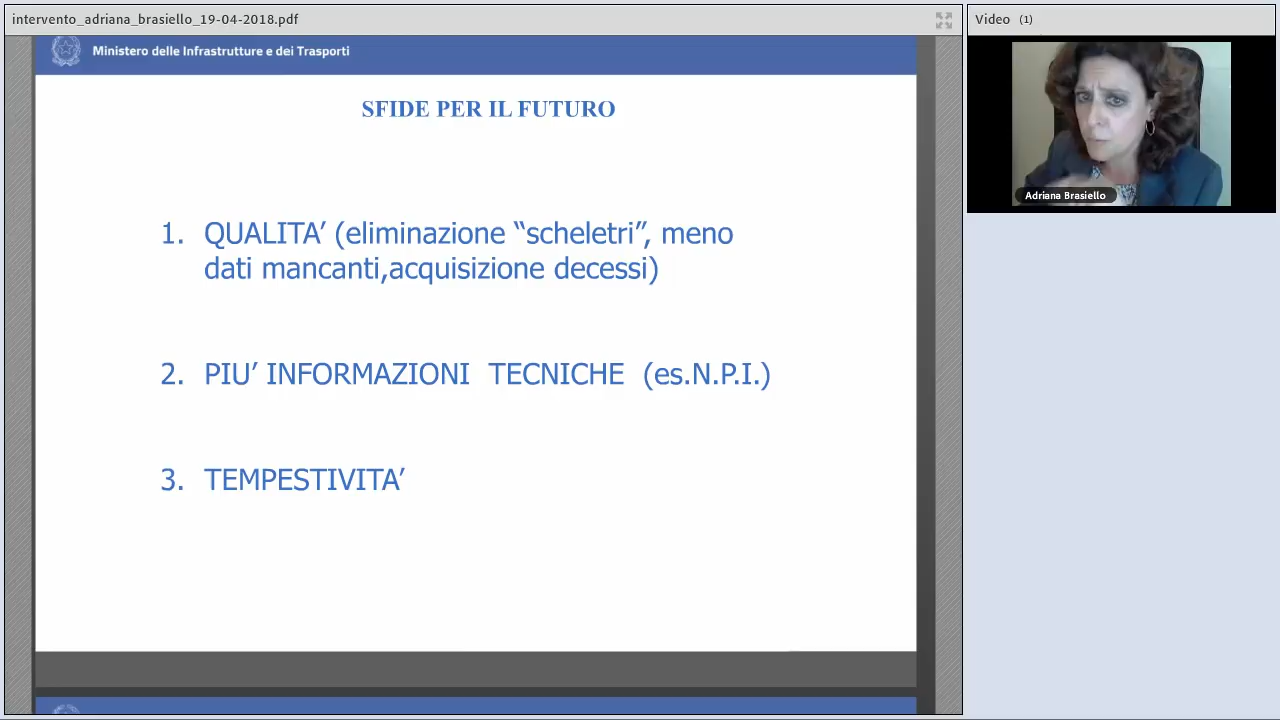 intervento_adriana_brasiello_19-04-2018.pdf
Video (1)
Ministero delle Infrastrutture e dei Trasporti
SFIDE PER IL FUTURO
1. QUALITA’ (eliminazione “scheletri”, meno
dati mancanti,acquisizione decessi)
2. PIU’ INFORMAZIONI TECNICHE (es.N.P.I.)
3. TEMPESTIVITA’
Adriana Brasiello